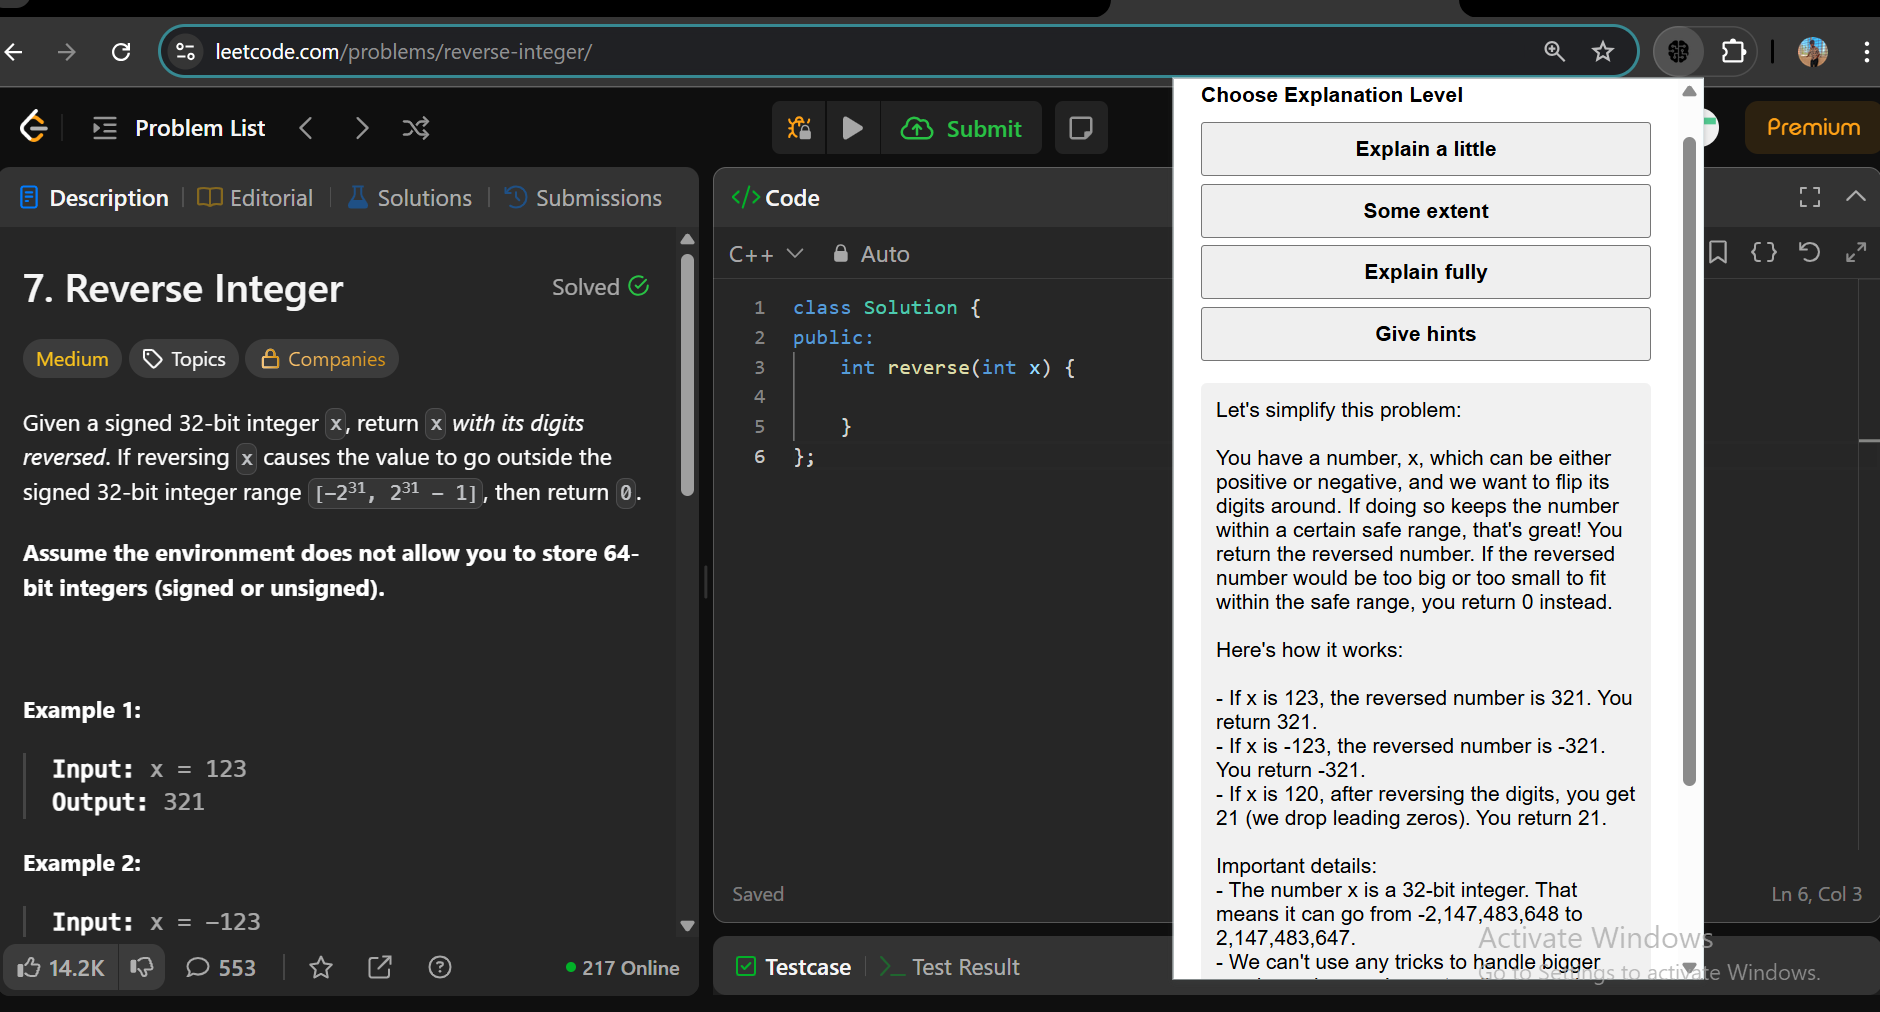 leetcode.com/problems/reverse-integer/
Problem List
Submit
Premium
Description
Editorial
Solutions
Submissions
7. Reverse Integer
Solved
Medium
Topics
Companies
Given a signed 32-bit integer x, return x with its digits
reversed. If reversing x causes the value to go outside the
signed 32-bit integer range [-2³¹, 2³¹ - 1], then return 0.
Assume the environment does not allow you to store 64-
bit integers (signed or unsigned).
Example 1:
Input: x = 123
Output: 321
Example 2:
Input: x = -123
14.2K
553
217 Online
</> Code
C++
Auto
1 class Solution {
2 public:
3 int reverse(int x) {
4
5 }
6 };
Saved
Ln 6, Col 3
Testcase
Test Result
Choose Explanation Level
Explain a little
Some extent
Explain fully
Give hints
Let's simplify this problem:
You have a number, x, which can be either
positive or negative, and we want to flip its
digits around. If doing so keeps the number
within a certain safe range, that's great! You
return the reversed number. If the reversed
number would be too big or too small to fit
within the safe range, you return 0 instead.
Here's how it works:
- If x is 123, the reversed number is 321. You
return 321.
- If x is -123, the reversed number is -321.
You return -321.
- If x is 120, after reversing the digits, you get
21 (we drop leading zeros). You return 21.
Important details:
- The number x is a 32-bit integer. That
means it can go from -2,147,483,648 to
2,147,483,647.
- We can't use any tricks to handle bigger
Activate Windows
Go to Settings to activate Windows.